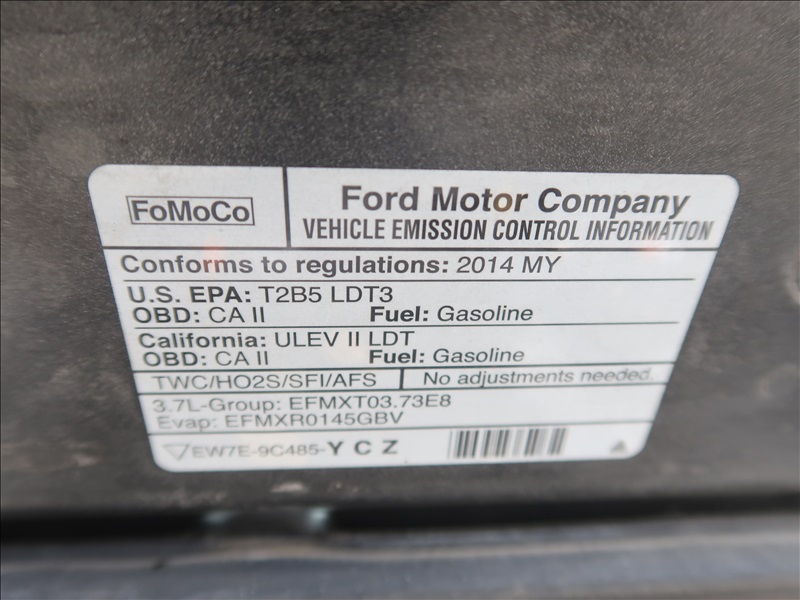 FoMoCo
Ford Motor Company
VEHICLE EMISSION CONTROL INFORMATION
Conforms to regulations: 2014 MY
U.S. EPA: T2B5 LDT3
OBD: CA II Fuel: Gasoline
California: ULEV II LDT
OBD: CA II Fuel: Gasoline
TWC/HO2S/SFI/AFS No adjustments needed.
3.7L-Group: EFMXT03.73E8
Evap: EFMXR0145GBV
EW7E-9C485-Y C Z